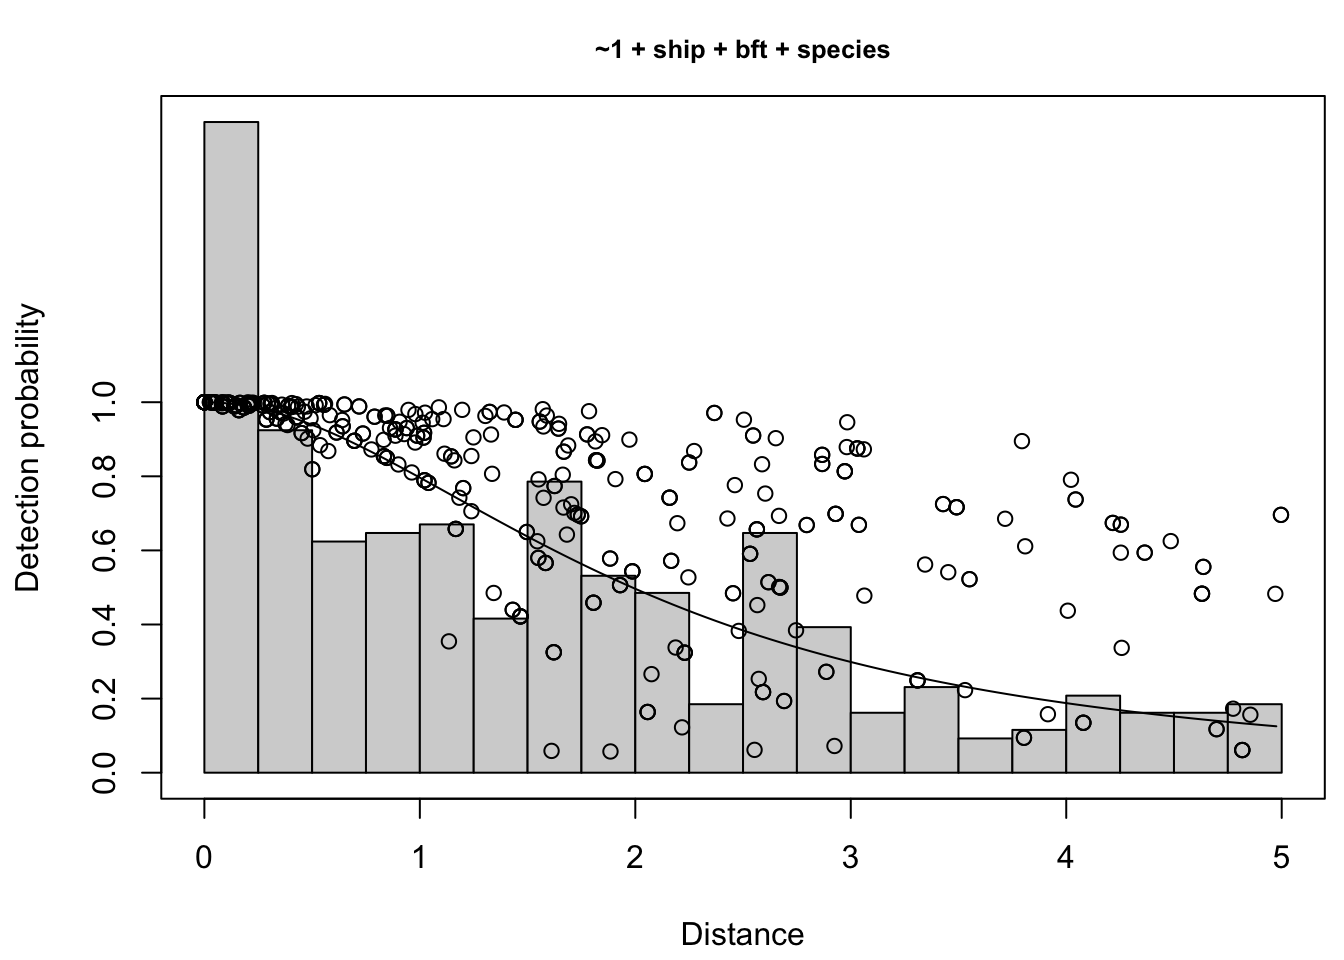 ~1 + ship + bft + species
Detection probability
1.0
0.8
0.6
0.4
0.2
0.0
0 1 2 3 4 5
Distance